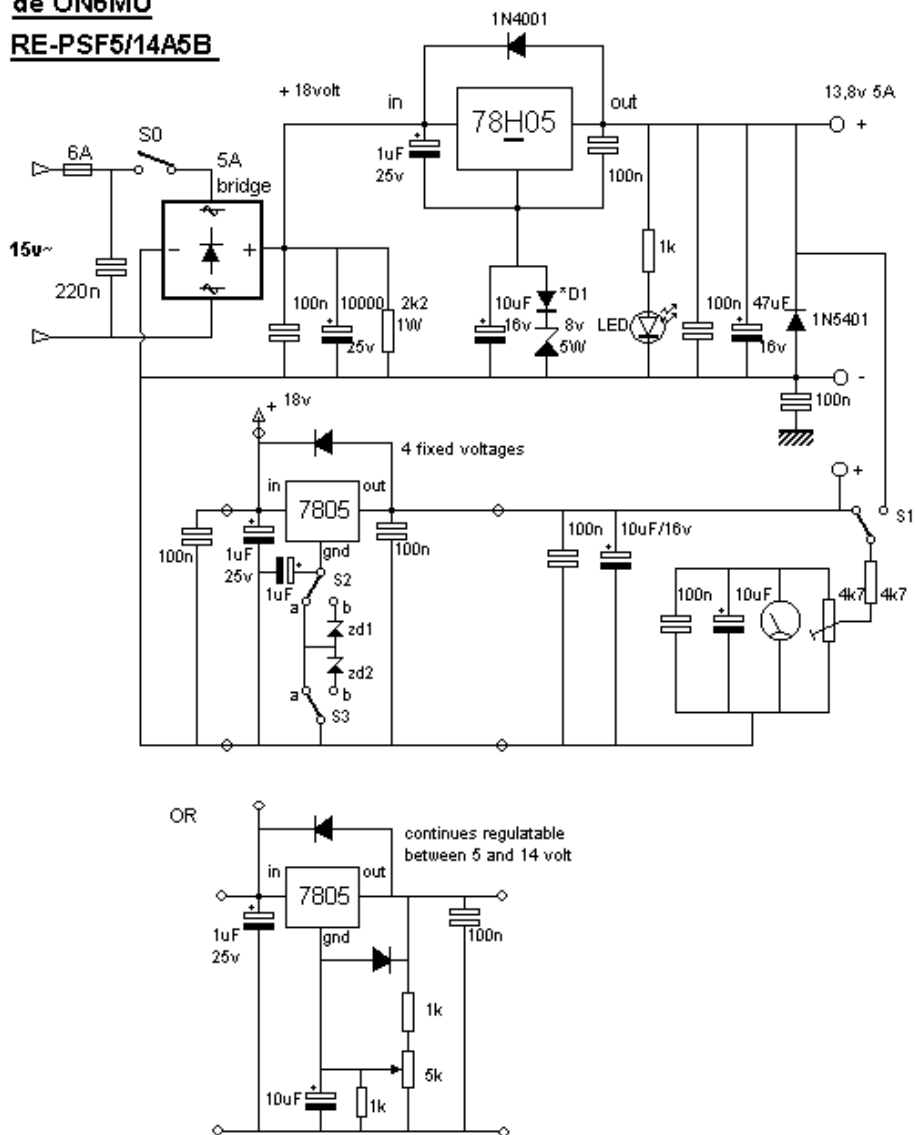 de ON6MU
RE-PSF5/14A5B
1N4001
+ 18volt
in
out
13,8v 5A
78H05
+
6A
S0
5A
bridge
+
1uF
25v
100n
15v~
-
+
220n
100n
10000
+
25v
2k2
1W
10uF
+
16v
*D1
8v
5W
1k
LED
100n
47uF
+
16v
1N5401
-
100n
+ 18v
4 fixed voltages
in
out
7805
gnd
+
S1
100n
+
1uF
25v
+
1uF
S2
a
b
zd1
zd2
a
b
S3
100n
100n
+
10uF/16v
100n
+
10uF
4k7
4k7
OR
continues regulatable
between 5 and 14 volt
in
out
7805
gnd
+
1uF
25v
100n
1k
5k
10uF
+
1k